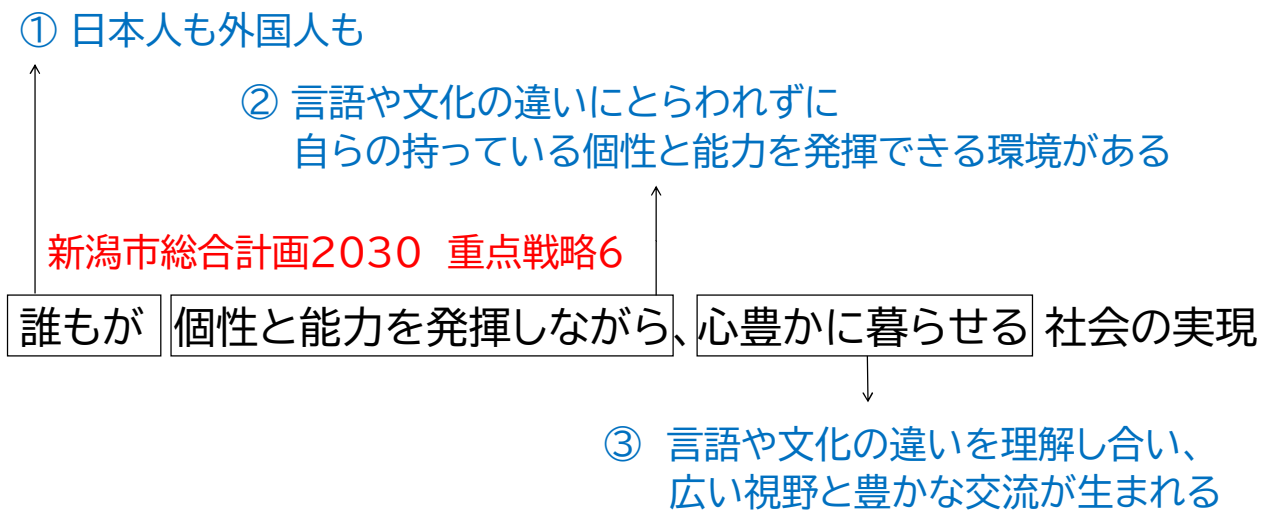 ① 日本人も外国人も
② 言語や文化の違いにとらわれずに
自らの持っている個性と能力を発揮できる環境がある
新潟市総合計画2030 重点戦略6
誰もが 個性と能力を発揮しながら、心豊かに暮らせる 社会の実現
③ 言語や文化の違いを理解し合い、
広い視野と豊かな交流が生まれる